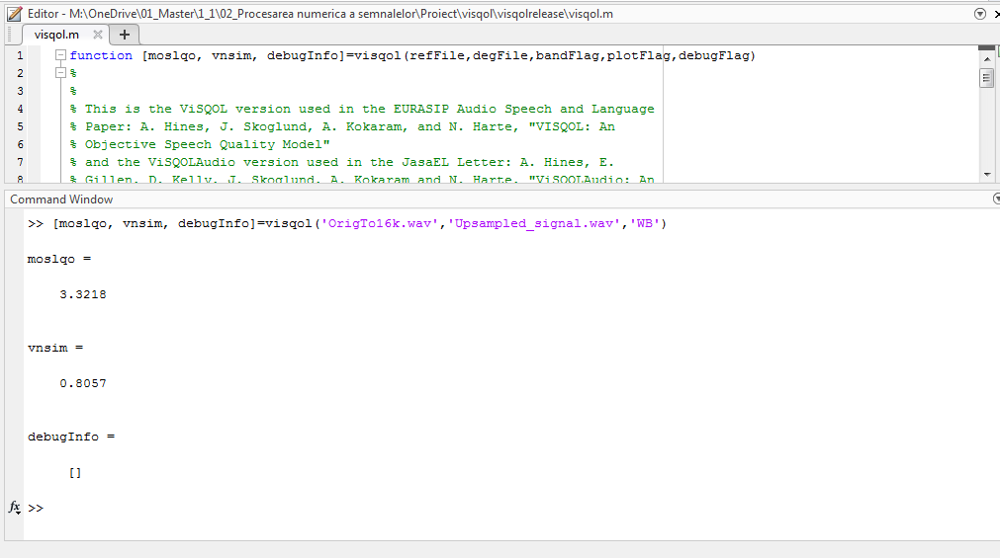 Editor - M:\OneDrive\01_Master\1_1\02_Procesarea numerica a semnalelor\Proiect\visqol\visqolrelease\visqol.m
visqol.m
1 function [moslqo, vnsim, debugInfo]=visqol(refFile,degFile,bandFlag,plotFlag,debugFlag)
2 %
3 %
4 % This is the ViSQOL version used in the EURASIP Audio Speech and Language
5 % Paper: A. Hines, J. Skoglund, A. Kokaram, and N. Harte, "VISQOL: An
6 % Objective Speech Quality Model"
7 % and the ViSQOLAudio version used in the JasaEL Letter: A. Hines, E.
8 % Gillen, D. Kelly, J. Skoglund, A. Kokaram and N. Harte, "ViSQOLAudio: An
Command Window
>> [moslqo, vnsim, debugInfo]=visqol('OrigTo16k.wav','Upsampled_signal.wav','WB')
moslqo =
3.3218
vnsim =
0.8057
debugInfo =
[]
fx >>